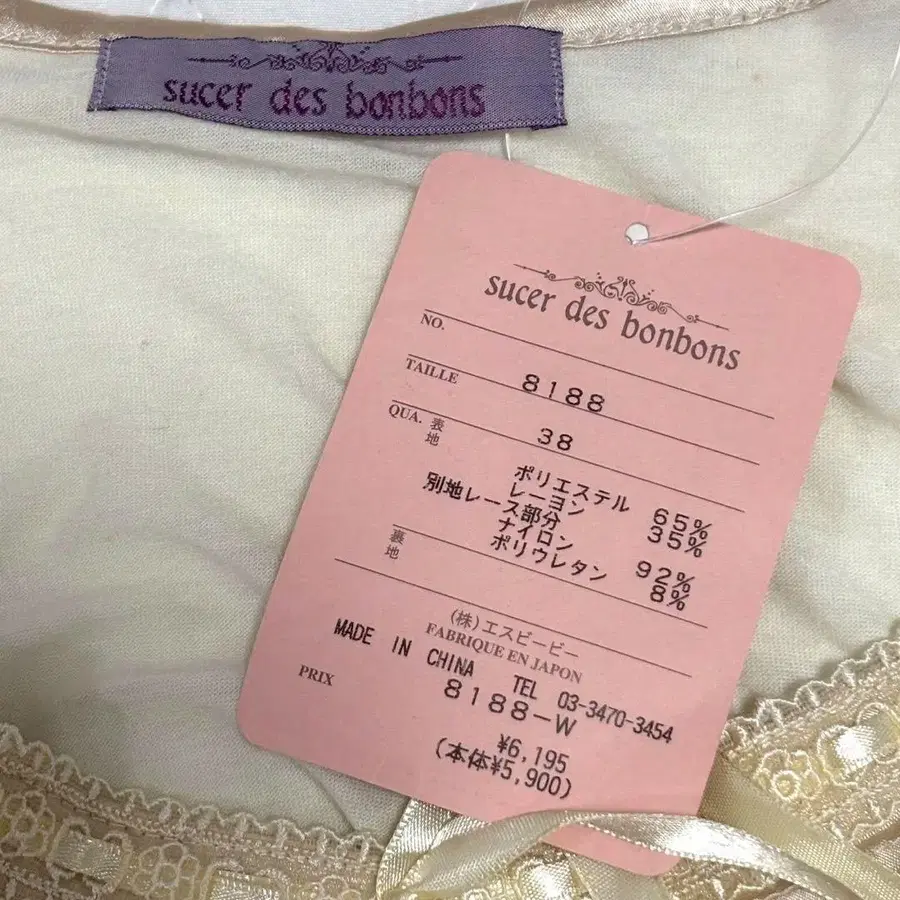 sucer des bonbons
sucer des bonbons
NO.
8188
TAILLE
38
QUA. 表地
ポリエステル 65%
レーヨン 35%
別地レース部分
ナイロン 92%
ポリウレタン 8%
裏地
(株)エスビービー
FABRIQUE EN JAPON
MADE IN CHINA TEL 03-3470-3454
PRIX
8188-W
¥6,195
(本体¥5,900)